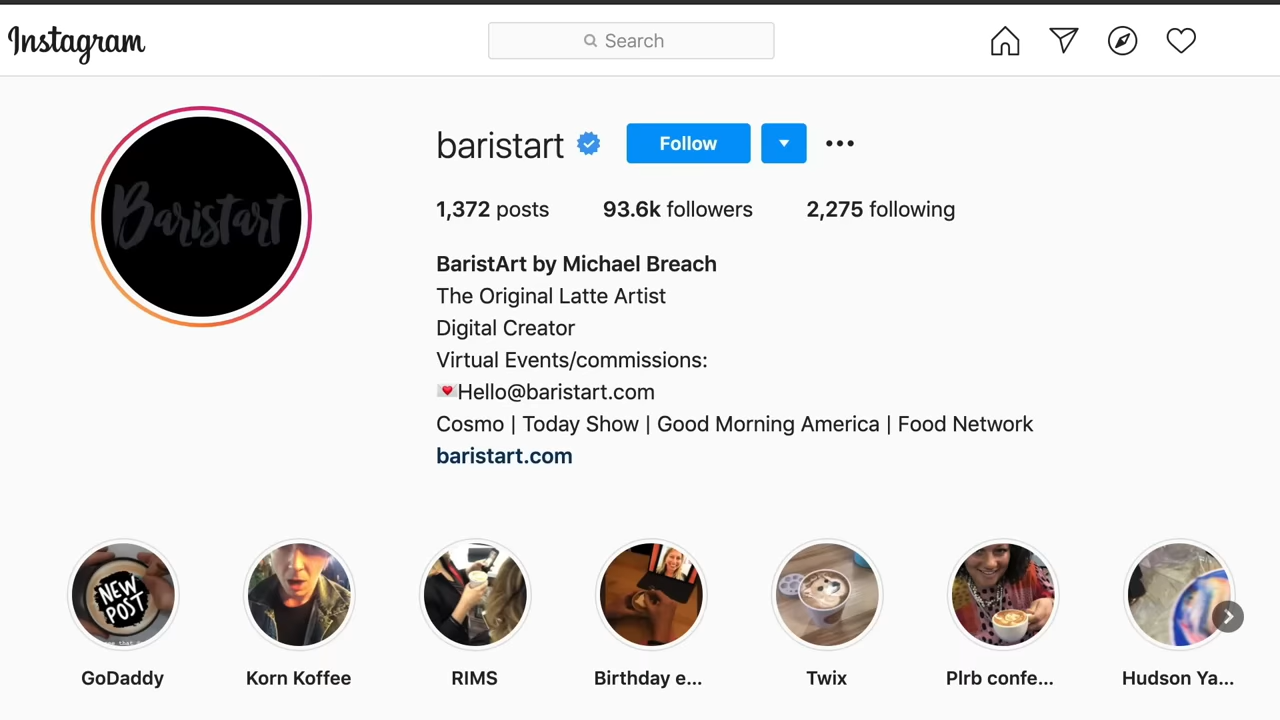 Instagram
Search
Baristart
baristart
Follow
1,372 posts 93.6k followers 2,275 following
BaristArt by Michael Breach
The Original Latte Artist
Digital Creator
Virtual Events/commissions:
💌Hello@baristart.com
Cosmo | Today Show | Good Morning America | Food Network
baristart.com
NEW
POST
GoDaddy Korn Koffee RIMS Birthday e... Twix Plrb confe... Hudson Ya...